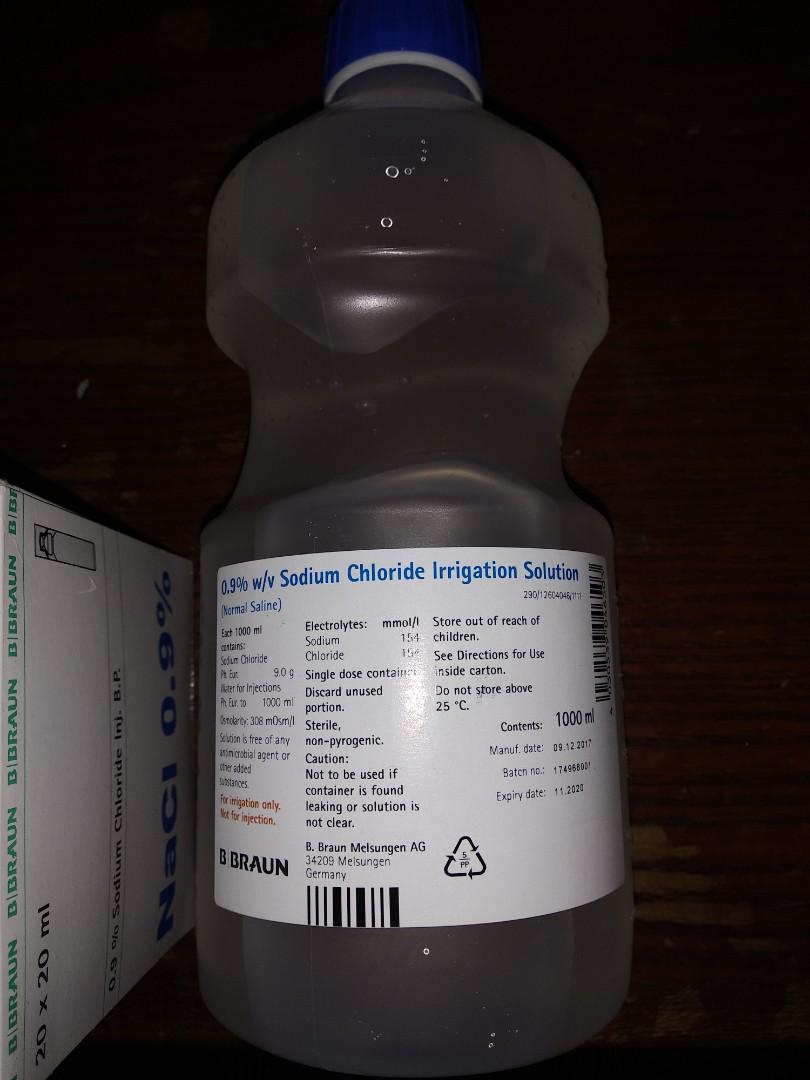 0.9% w/v Sodium Chloride Irrigation Solution
(Normal Saline)
290/12604046/1111
Each 1000 ml
contains:
Sodium Chloride
Ph. Eur. 9.0 g
Water for Injections
Ph. Eur. to 1000 ml
Osmolarity: 308 mOsm/l
Solution is free of any
antimicrobial agent or
other added
substances.
For irrigation only.
Not for injection.
B|BRAUN
Electrolytes: mmol/l
Sodium 154
Chloride 154
Single dose container
Discard unused
portion.
Sterile,
non-pyrogenic.
Caution:
Not to be used if
container is found
leaking or solution is
not clear.
B. Braun Melsungen AG
34209 Melsungen
Germany
Store out of reach of
children.
See Directions for Use
inside carton.
Do not store above
25 °C.
Contents: 1000 ml
Manuf. date: 09.12.2017
Batch no.: 174968001
Expiry date: 11.2020
5
PP
B|BRAUN B|BRAUN B|BRAUN B|BRAUN
20 x 20 ml
0.9 % Sodium Chloride Inj. B.P.
NaCl 0.9%